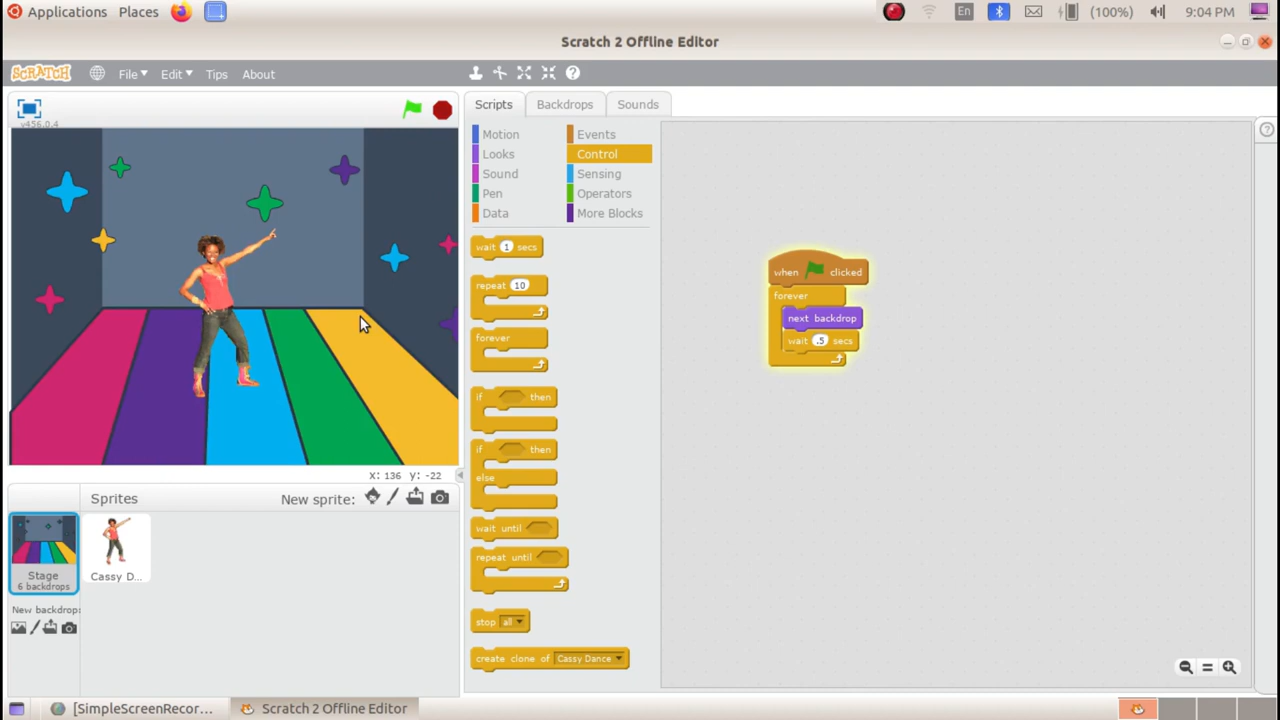 Applications Places En (100%) 9:04 PM
Scratch 2 Offline Editor
SCRATCH File Edit Tips About
v456.0.4
Scripts Backdrops Sounds
Motion Events
Looks Control
Sound Sensing
Pen Operators
Data More Blocks
wait 1 secs
repeat 10
forever
if then
if then
else
wait until
repeat until
stop all
create clone of Cassy Dance
when clicked
forever
next backdrop
wait .5 secs
x: 136 y: -22
Sprites New sprite:
Stage
6 backdrops
Cassy D...
New backdrop:
[SimpleScreenRecor... Scratch 2 Offline Editor